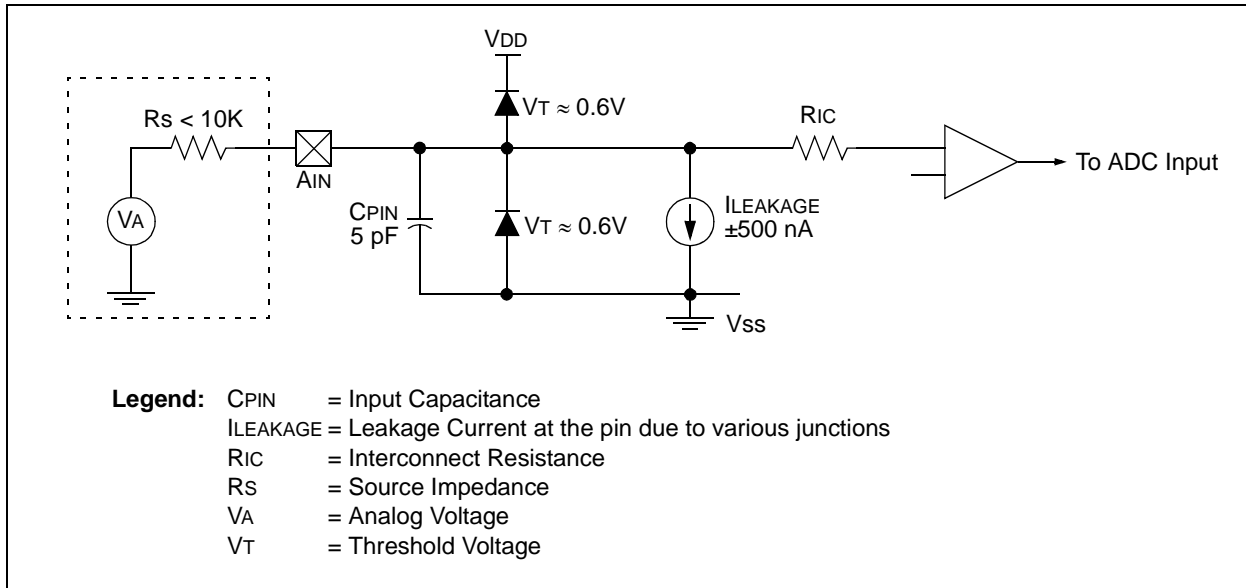 VDD
VT ≈ 0.6V
Rs < 10K
RIC
AIN
To ADC Input
VA
CPIN
5 pF
VT ≈ 0.6V
ILEAKAGE
±500 nA
Vss
Legend: CPIN = Input Capacitance
ILEAKAGE = Leakage Current at the pin due to various junctions
RIC = Interconnect Resistance
RS = Source Impedance
VA = Analog Voltage
VT = Threshold Voltage